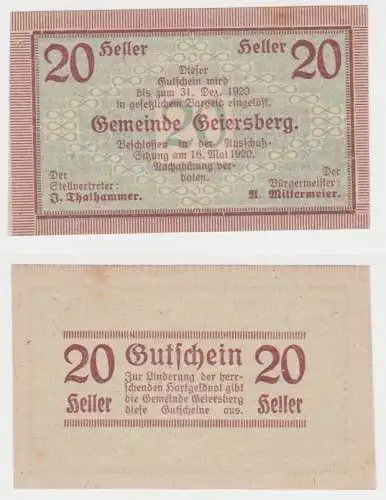 20 Heller Heller 20
Dieser
Gutschein wird
bis zum 31. Dez. 1920
in gesetzlichem Bargeld eingelöst.
Gemeinde Geiersberg.
20
Beschlossen in der Ausschuß-
Sitzung am 16. Mai 1920.
Nachahmung ver-
boten.
Der
Stellvertreter:
J. Thalhammer.
Der
Bürgermeister:
A. Mittermeier.
20 Gutschein 20
Zur Linderung der herr-
schenden Hartgeldnot gibt
die Gemeinde Geiersberg
diese Gutscheine aus.
Heller Heller